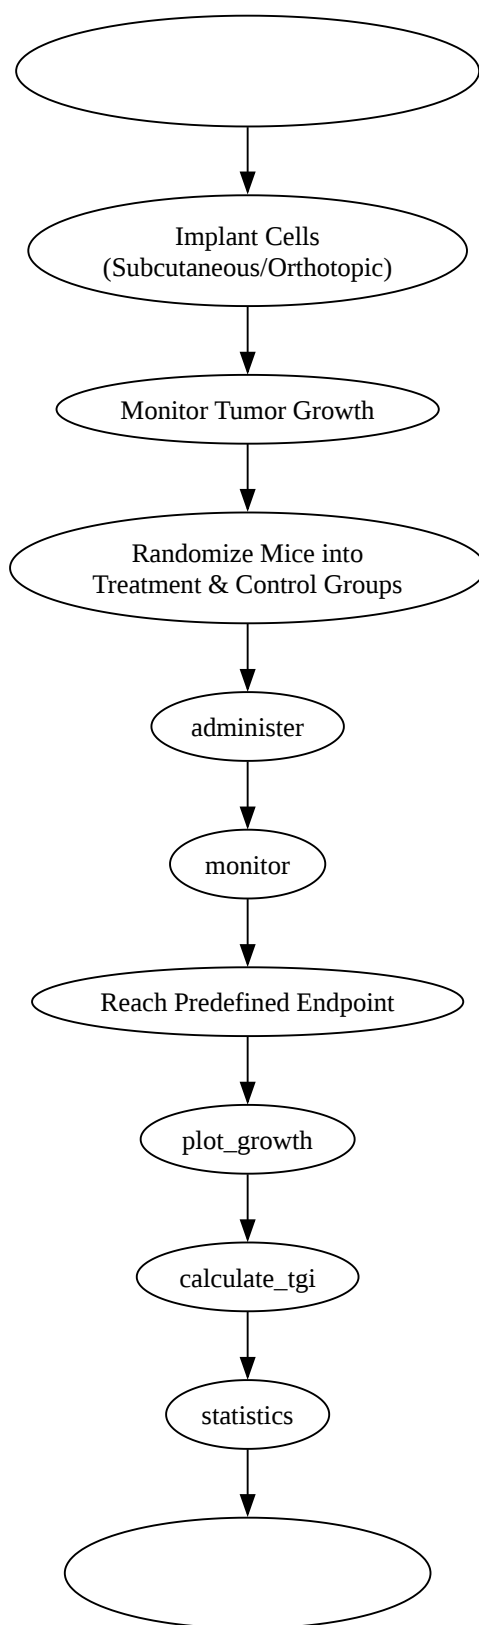 Implant Cells
(Subcutaneous/Orthotopic)
Monitor Tumor Growth
Randomize Mice into
Treatment & Control Groups
administer
monitor
Reach Predefined Endpoint
plot_growth
calculate_tgi
statistics